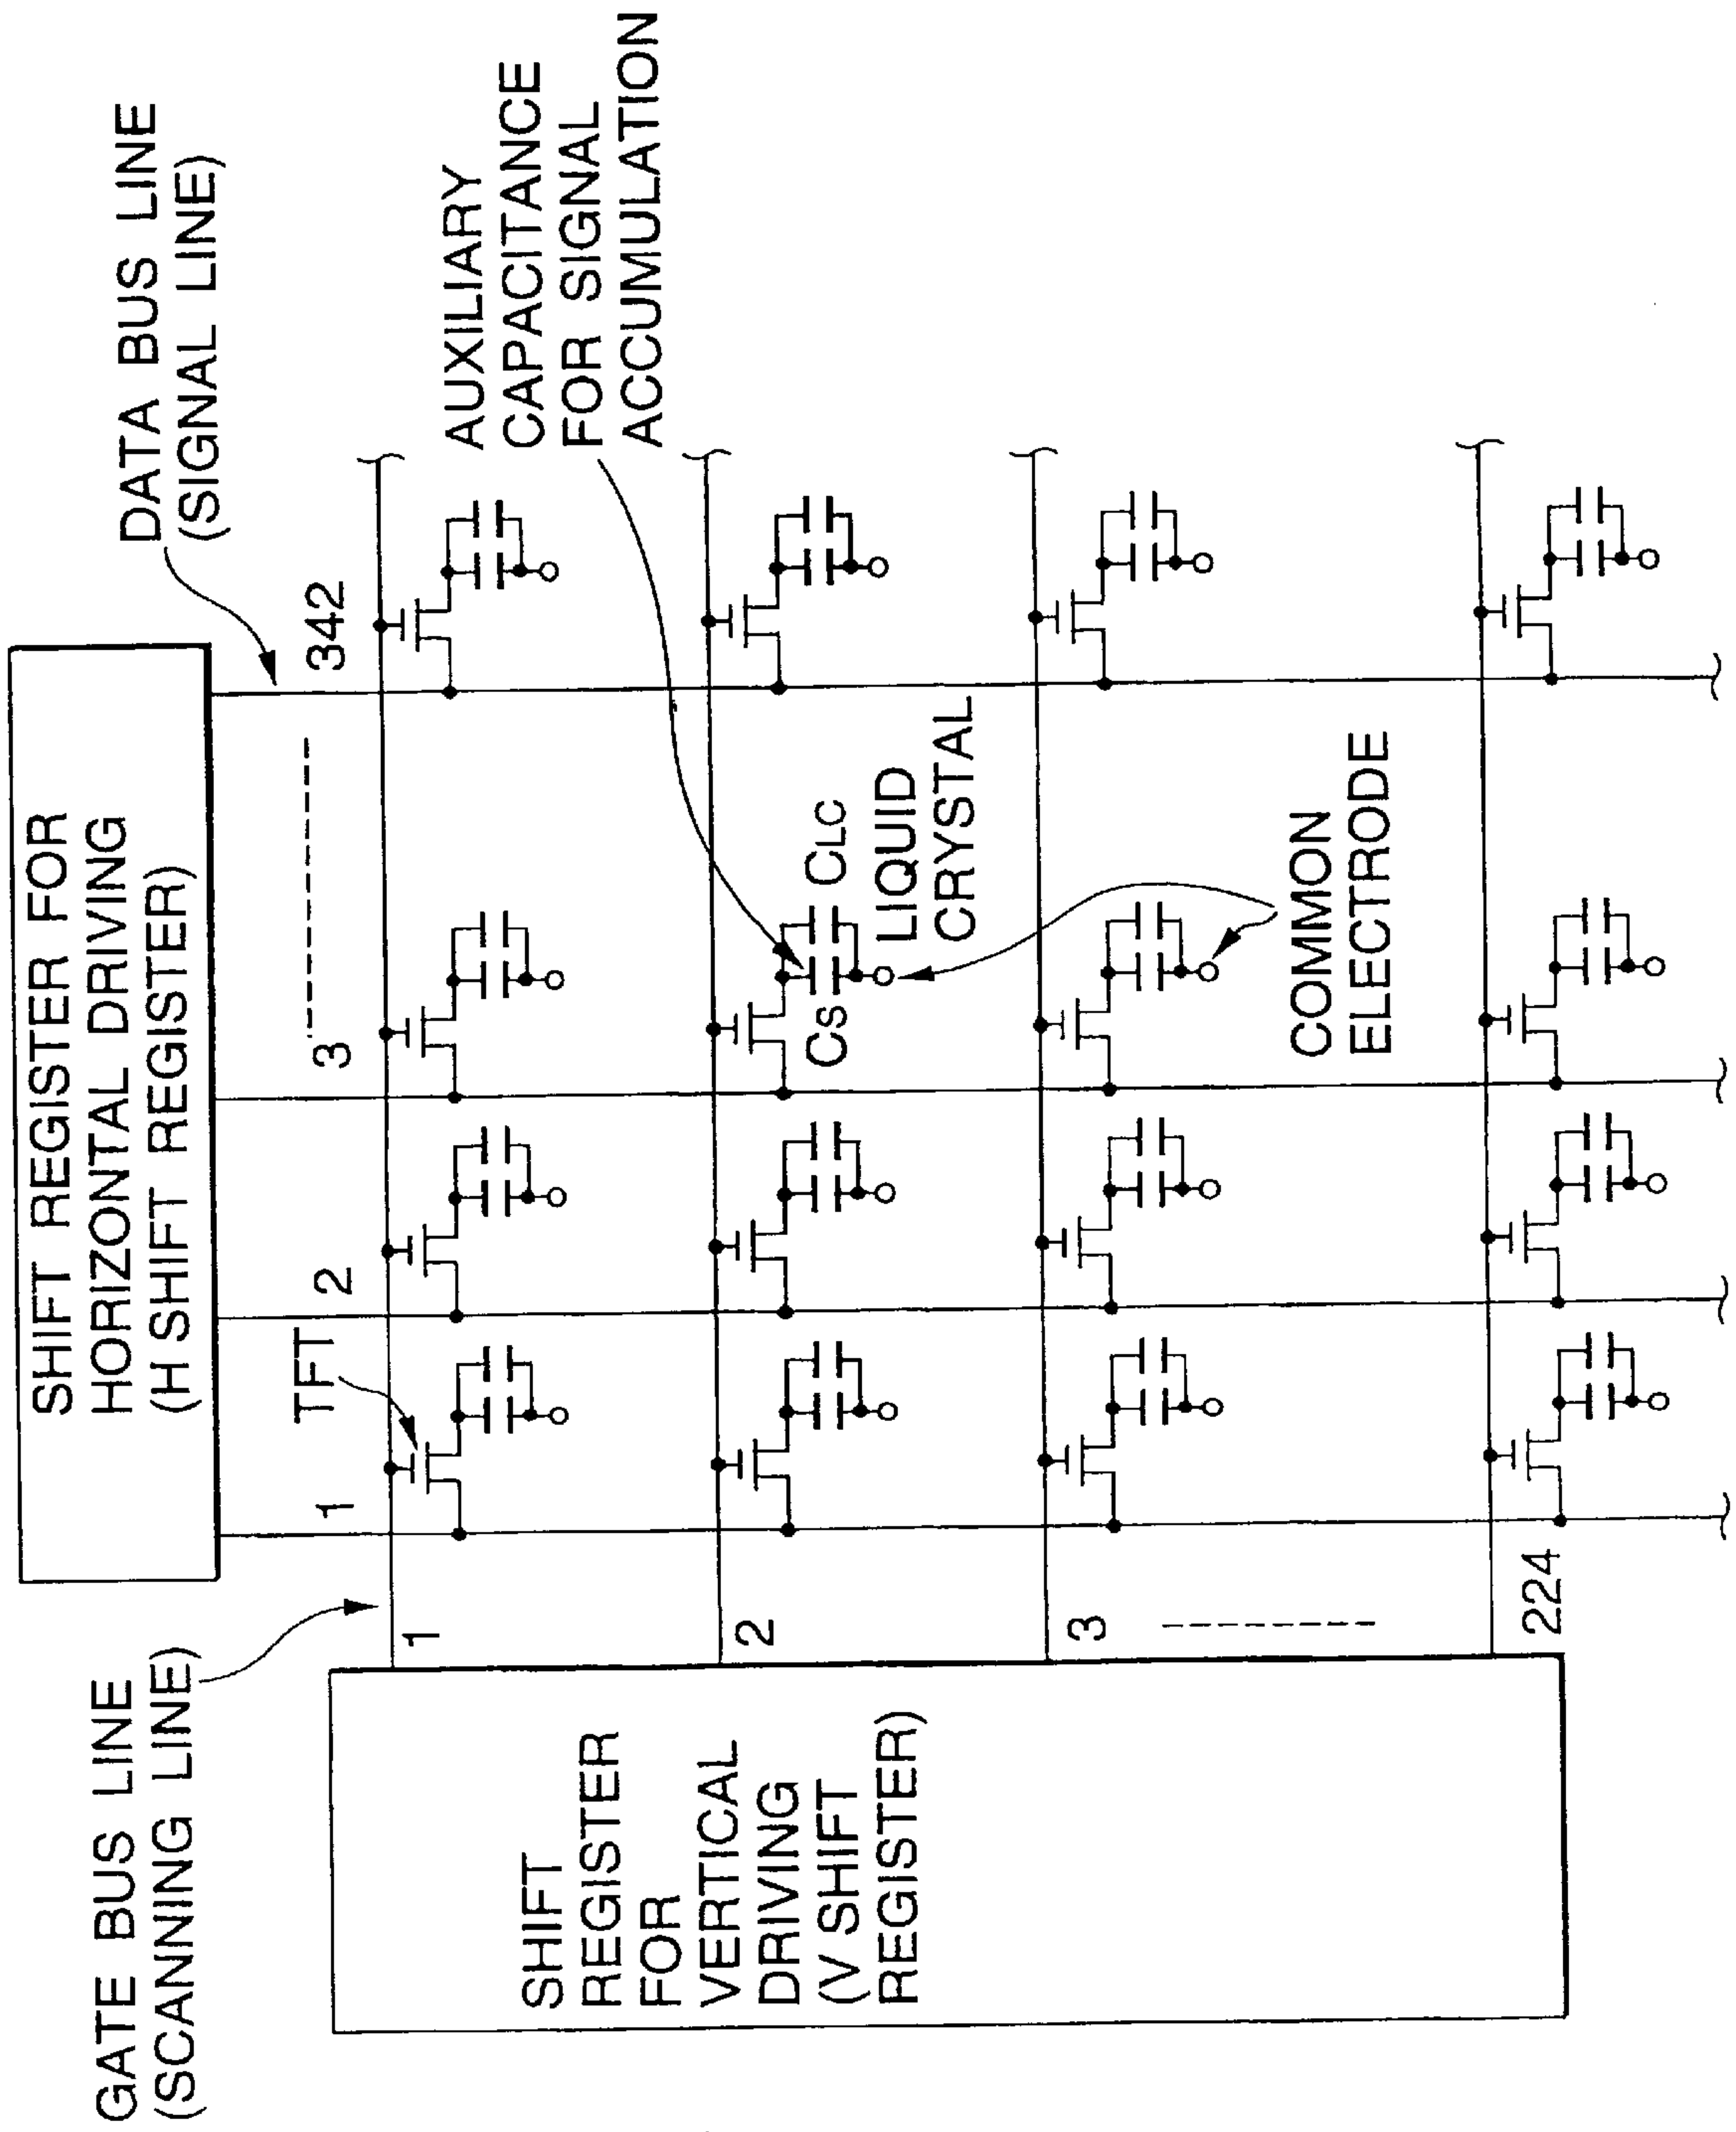 GATE BUS LINE
(SCANNING LINE)
SHIFT REGISTER FOR
HORIZONTAL DRIVING
(H SHIFT REGISTER)
DATA BUS LINE
(SIGNAL LINE)
TFT
1
2
3
342
AUXILIARY
CAPACITANCE
FOR SIGNAL
ACCUMULATION
1
2
3
224
SHIFT
REGISTER
FOR
VERTICAL
DRIVING
(V SHIFT
REGISTER)
CS
CLC
LIQUID
CRYSTAL
COMMON
ELECTRODE